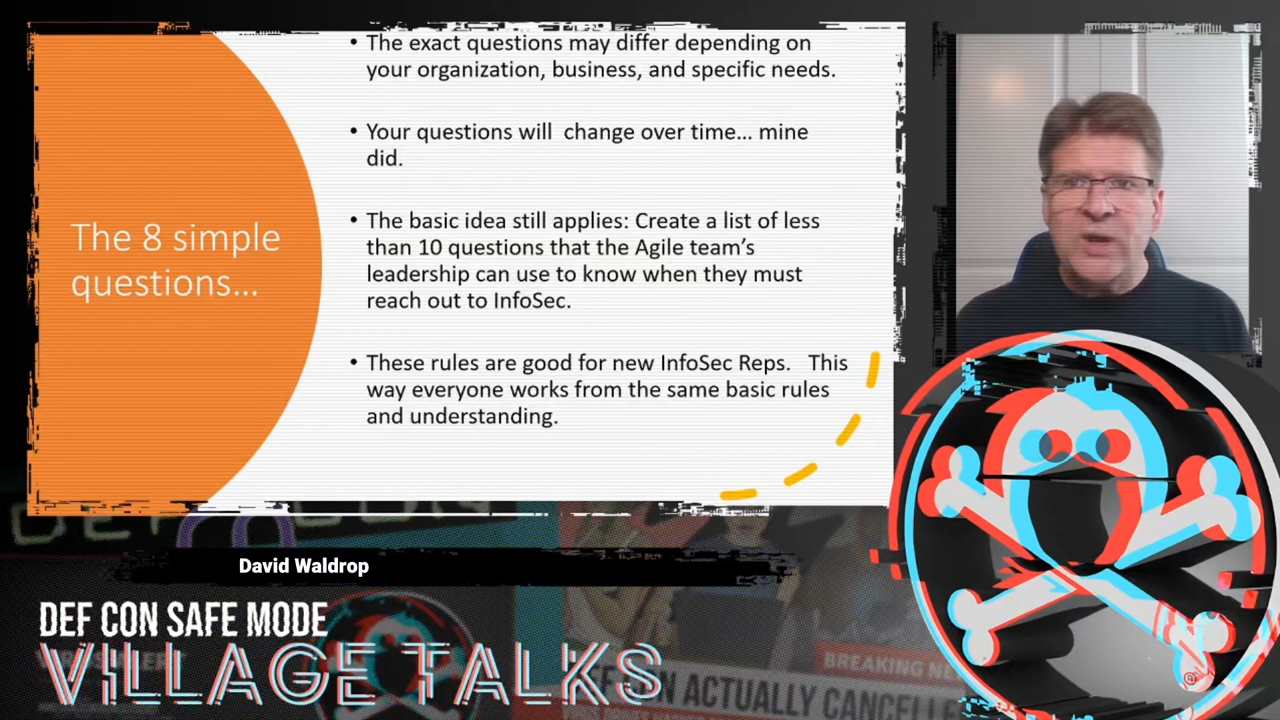 The 8 simple
questions...
• The exact questions may differ depending on
your organization, business, and specific needs.
• Your questions will  change over time... mine
did.
• The basic idea still applies: Create a list of less
than 10 questions that the Agile team's
leadership can use to know when they must
reach out to InfoSec.
• These rules are good for new InfoSec Reps.   This
way everyone works from the same basic rules
and understanding.
David Waldrop
DEF CON SAFE MODE
VILLAGE TALKS
DEF CON
BREAKING NE
ACTUALLY CANCELLE
®